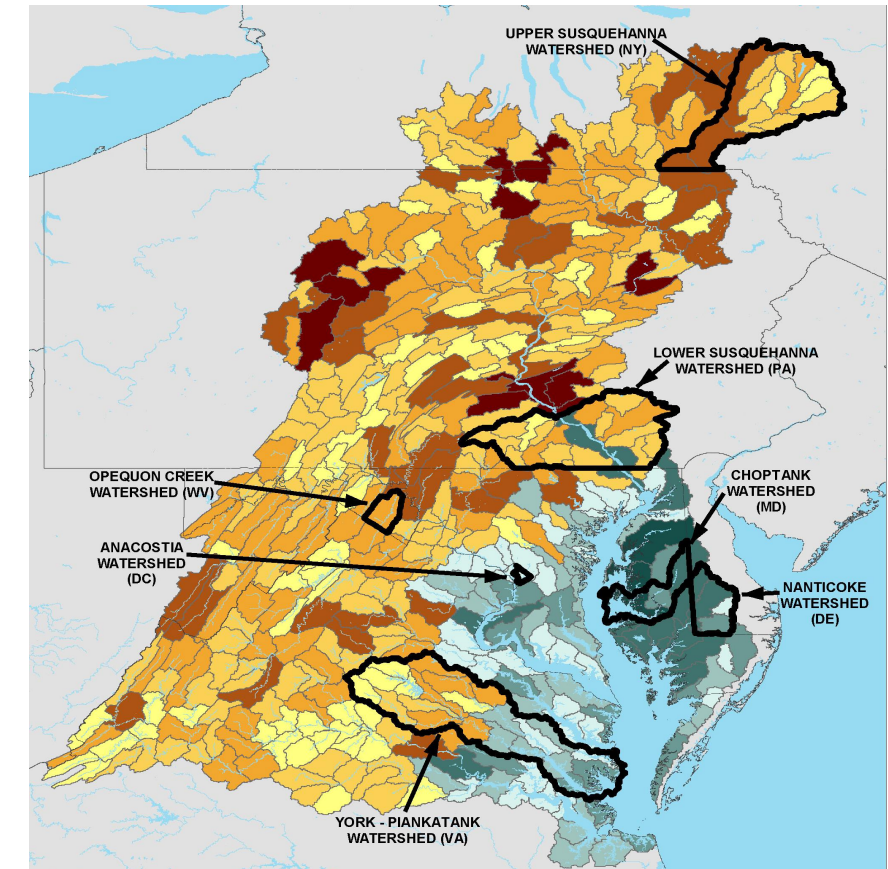 UPPER SUSQUEHANNA
WATERSHED (NY)
LOWER SUSQUEHANNA
WATERSHED (PA)
OPEQUON CREEK
WATERSHED (WV)
CHOPTANK
WATERSHED
(MD)
ANACOSTIA
WATERSHED
(DC)
NANTICOKE
WATERSHED
(DE)
YORK - PIANKATANK
WATERSHED (VA)